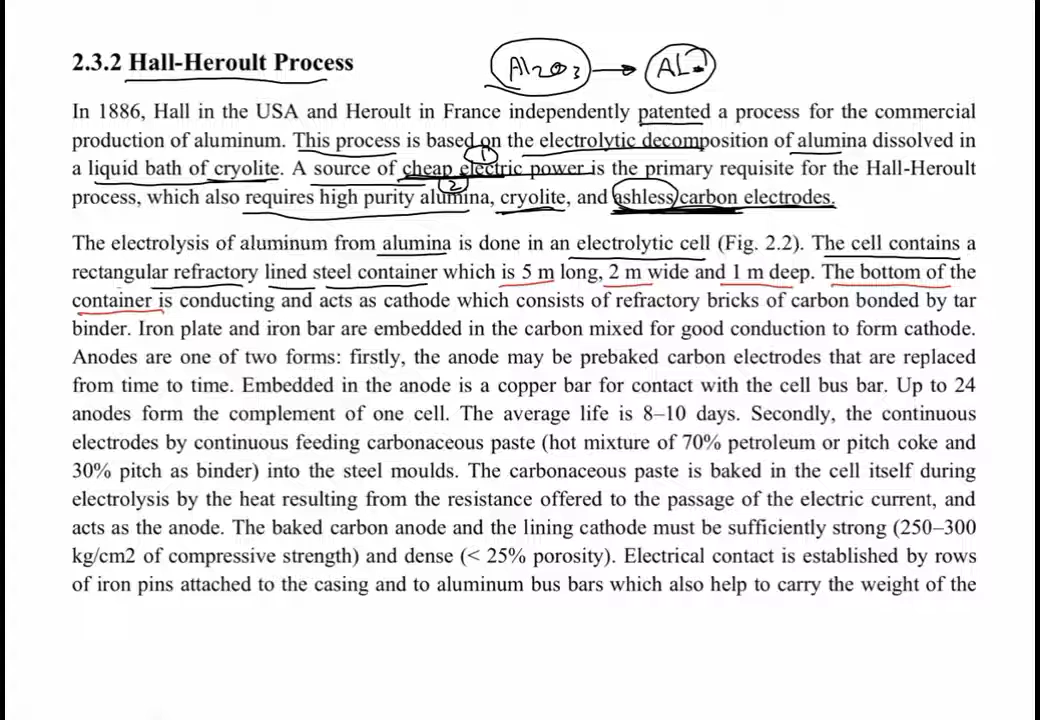 2.3.2 Hall-Heroult Process Al2O3 → AL
In 1886, Hall in the USA and Heroult in France independently patented a process for the commercial
production of aluminum. This process is based on the electrolytic decomposition of alumina dissolved in
1
a liquid bath of cryolite. A source of cheap electric power is the primary requisite for the Hall-Heroult
2
process, which also requires high purity alumina, cryolite, and ashless carbon electrodes.
The electrolysis of aluminum from alumina is done in an electrolytic cell (Fig. 2.2). The cell contains a
rectangular refractory lined steel container which is 5 m long, 2 m wide and 1 m deep. The bottom of the
container is conducting and acts as cathode which consists of refractory bricks of carbon bonded by tar
binder. Iron plate and iron bar are embedded in the carbon mixed for good conduction to form cathode.
Anodes are one of two forms: firstly, the anode may be prebaked carbon electrodes that are replaced
from time to time. Embedded in the anode is a copper bar for contact with the cell bus bar. Up to 24
anodes form the complement of one cell. The average life is 8–10 days. Secondly, the continuous
electrodes by continuous feeding carbonaceous paste (hot mixture of 70% petroleum or pitch coke and
30% pitch as binder) into the steel moulds. The carbonaceous paste is baked in the cell itself during
electrolysis by the heat resulting from the resistance offered to the passage of the electric current, and
acts as the anode. The baked carbon anode and the lining cathode must be sufficiently strong (250–300
kg/cm2 of compressive strength) and dense (< 25% porosity). Electrical contact is established by rows
of iron pins attached to the casing and to aluminum bus bars which also help to carry the weight of the